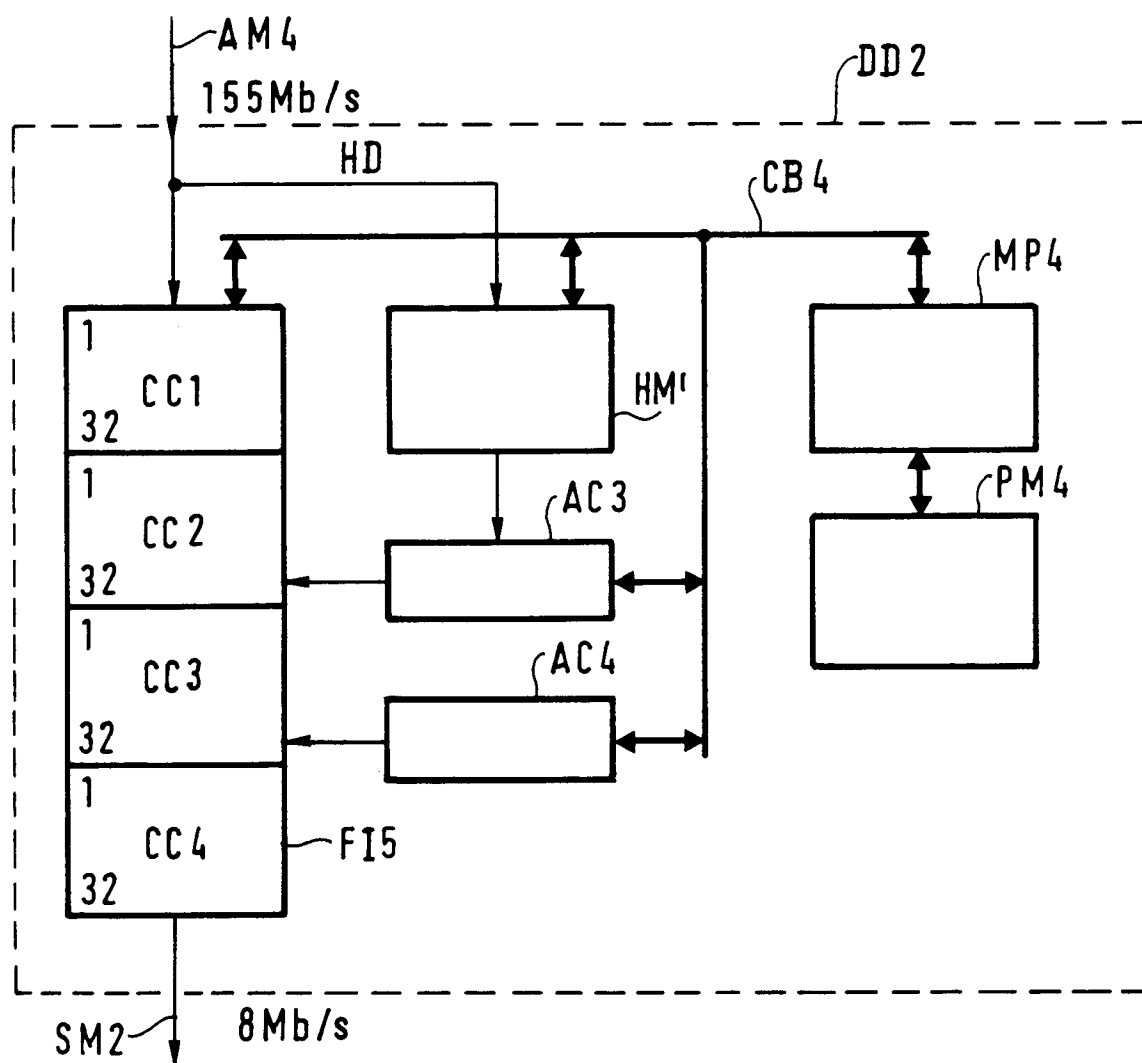 AM4
155Mb/s
DD2
HD
CB4
MP4
1
CC1
32
HM'
PM4
1
CC2
32
AC3
1
CC3
32
AC4
1
CC4
32
FI5
SM2
8Mb/s